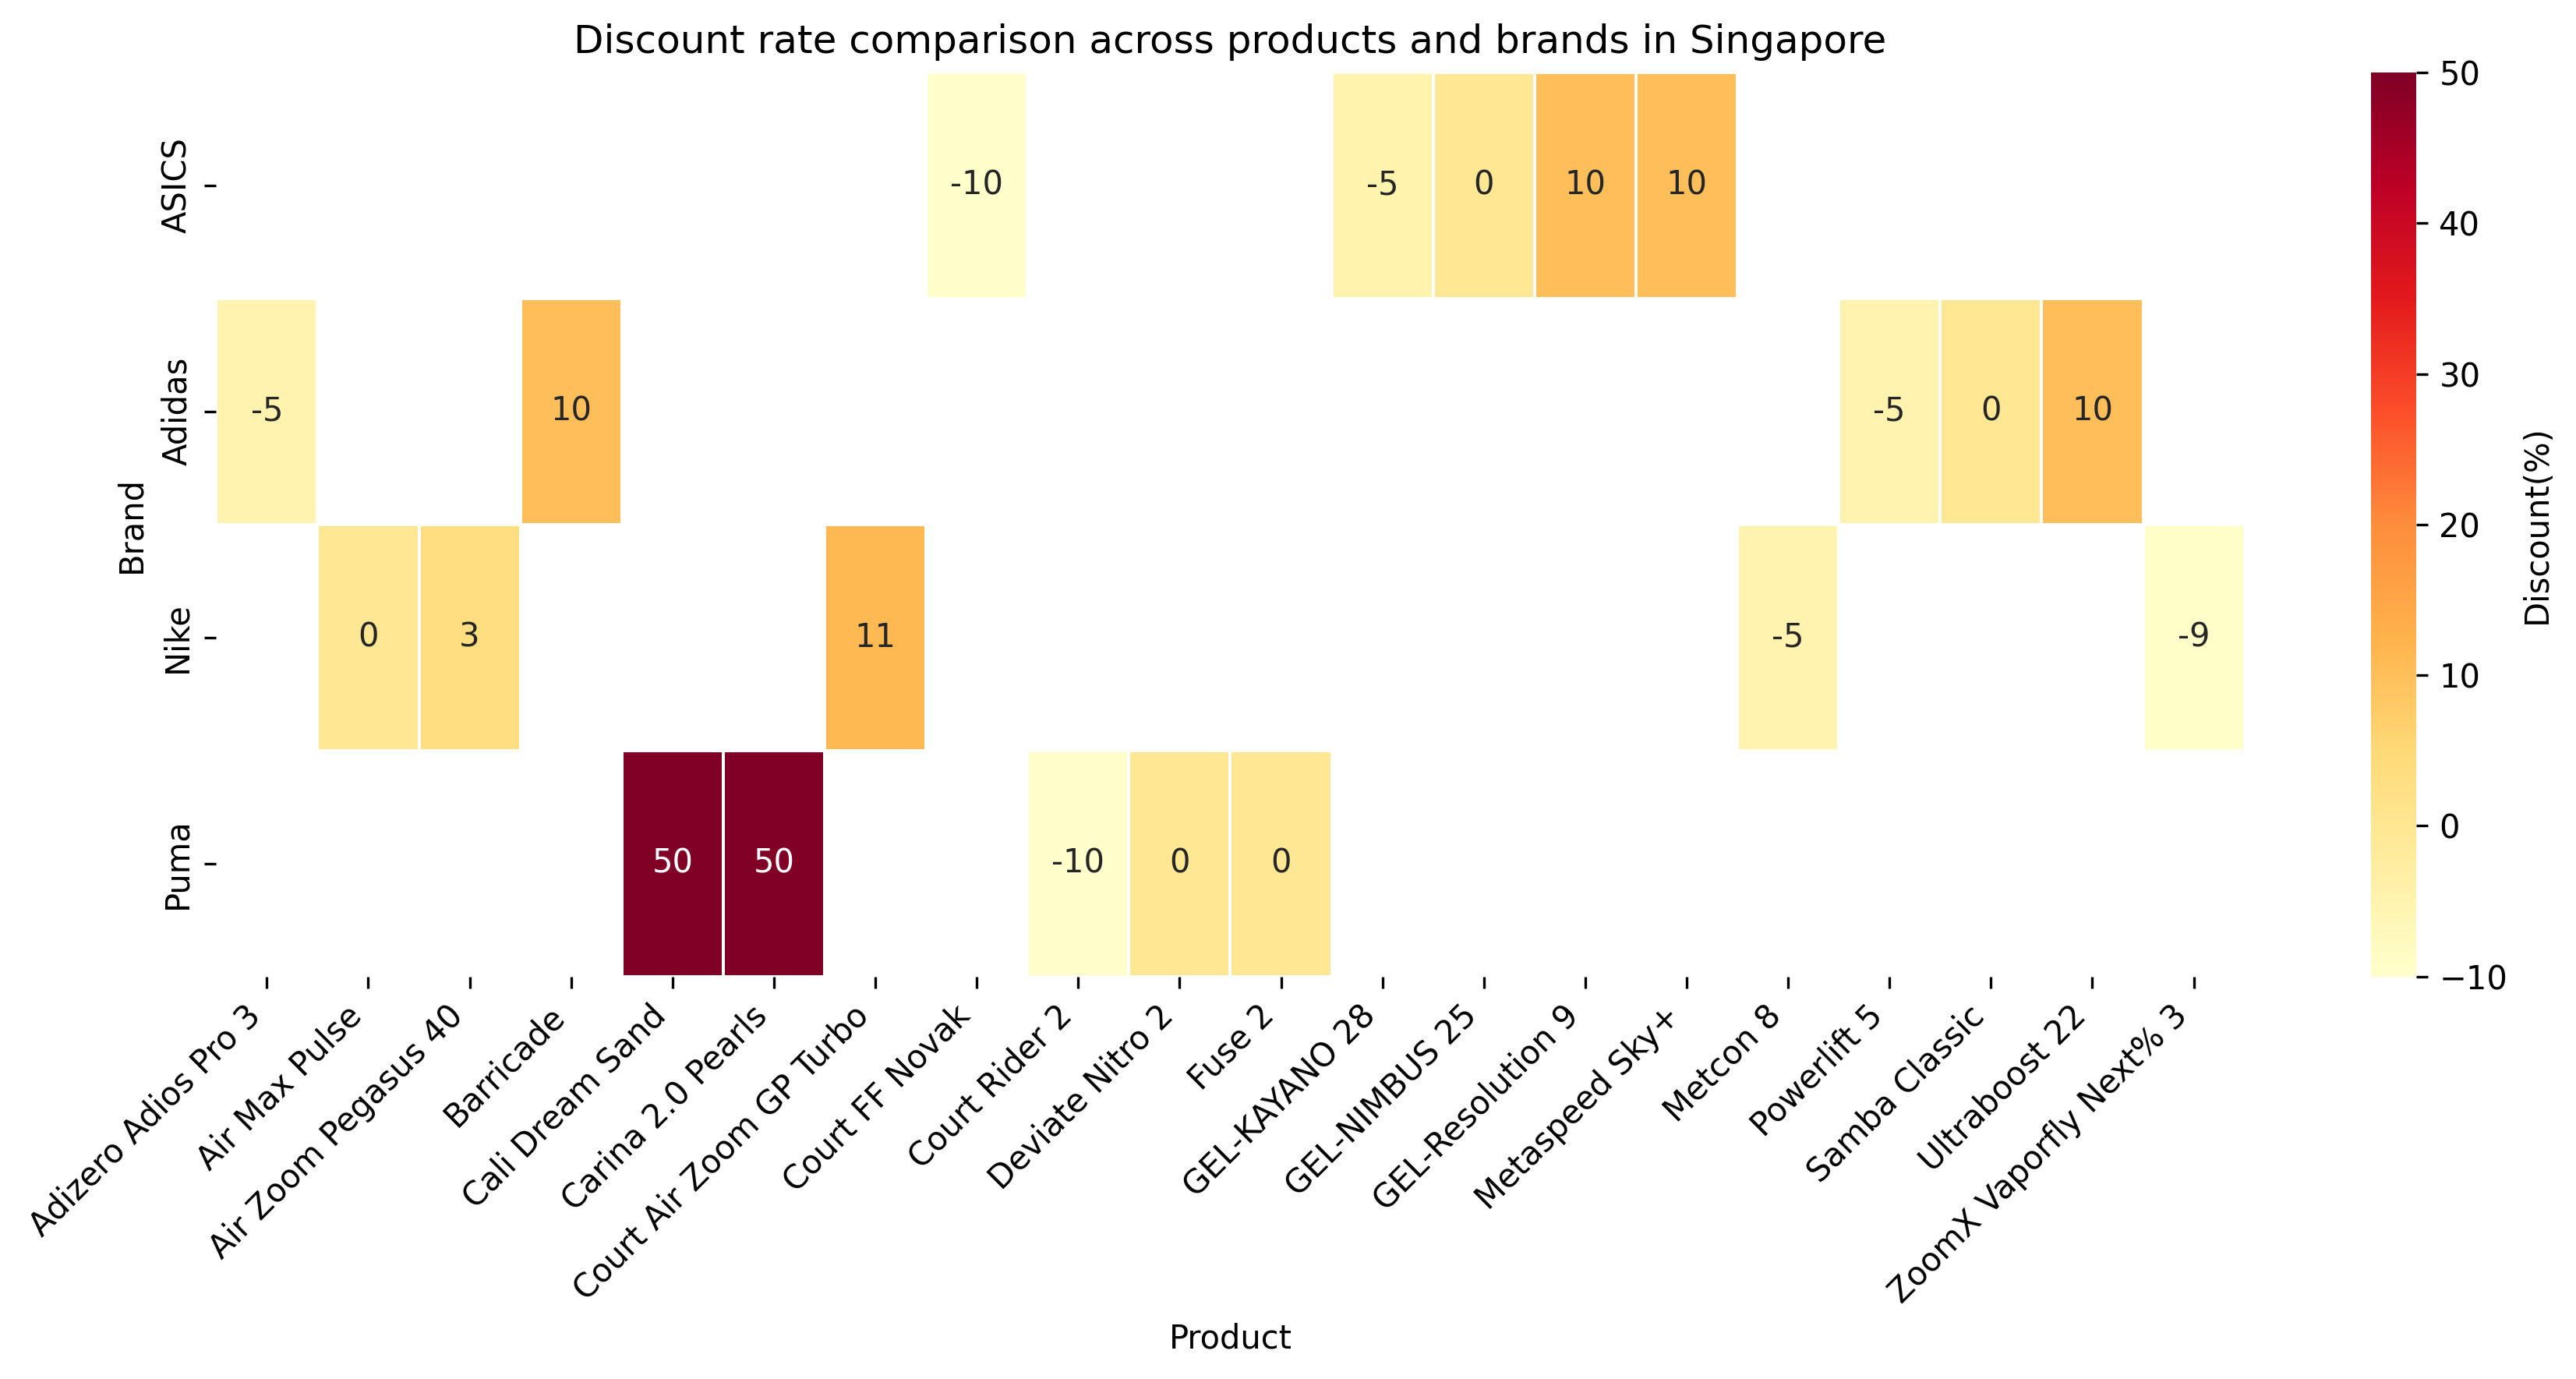 Discount rate comparison across products and brands in Singapore
Brand
ASICS
-10
-5
0
10
10
Adidas
-5
10
-5
0
10
Nike
0
3
11
-5
-9
Puma
50
50
-10
0
0
Adizero Adios Pro 3
Air Max Pulse
Air Zoom Pegasus 40
Barricade
Cali Dream Sand
Carina 2.0 Pearls
Court Air Zoom GP Turbo
Court FF Novak
Court Rider 2
Deviate Nitro 2
Fuse 2
GEL-KAYANO 28
GEL-NIMBUS 25
GEL-Resolution 9
Metaspeed Sky+
Metcon 8
Powerlift 5
Samba Classic
Ultraboost 22
ZoomX Vaporfly Next% 3
Product
50
40
30
20
10
0
−10
Discount(%)